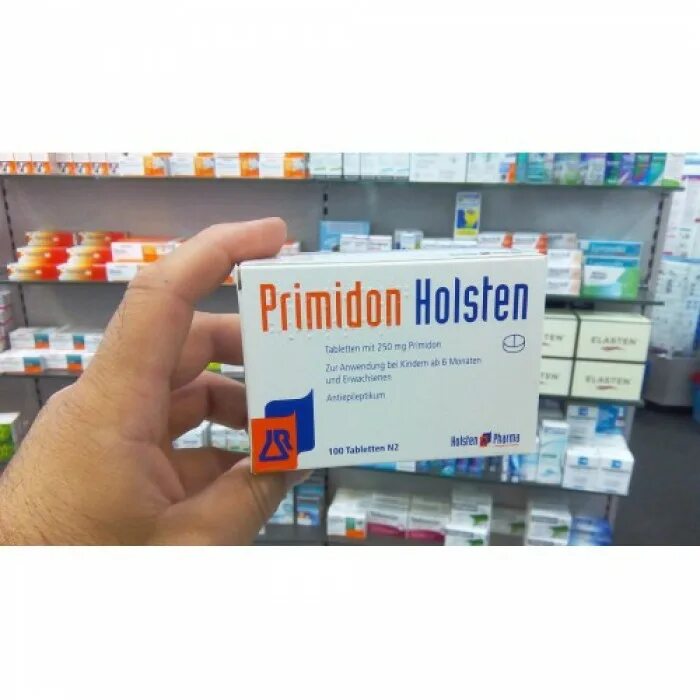 Primidon Holsten
Tabletten mit 250 mg Primidon
Zur Anwendung bei Kindern ab 6 Monaten
und Erwachsenen
Antiepileptikum
100 Tabletten N2
Holsten Pharma
ELASTEN
ELASTEN